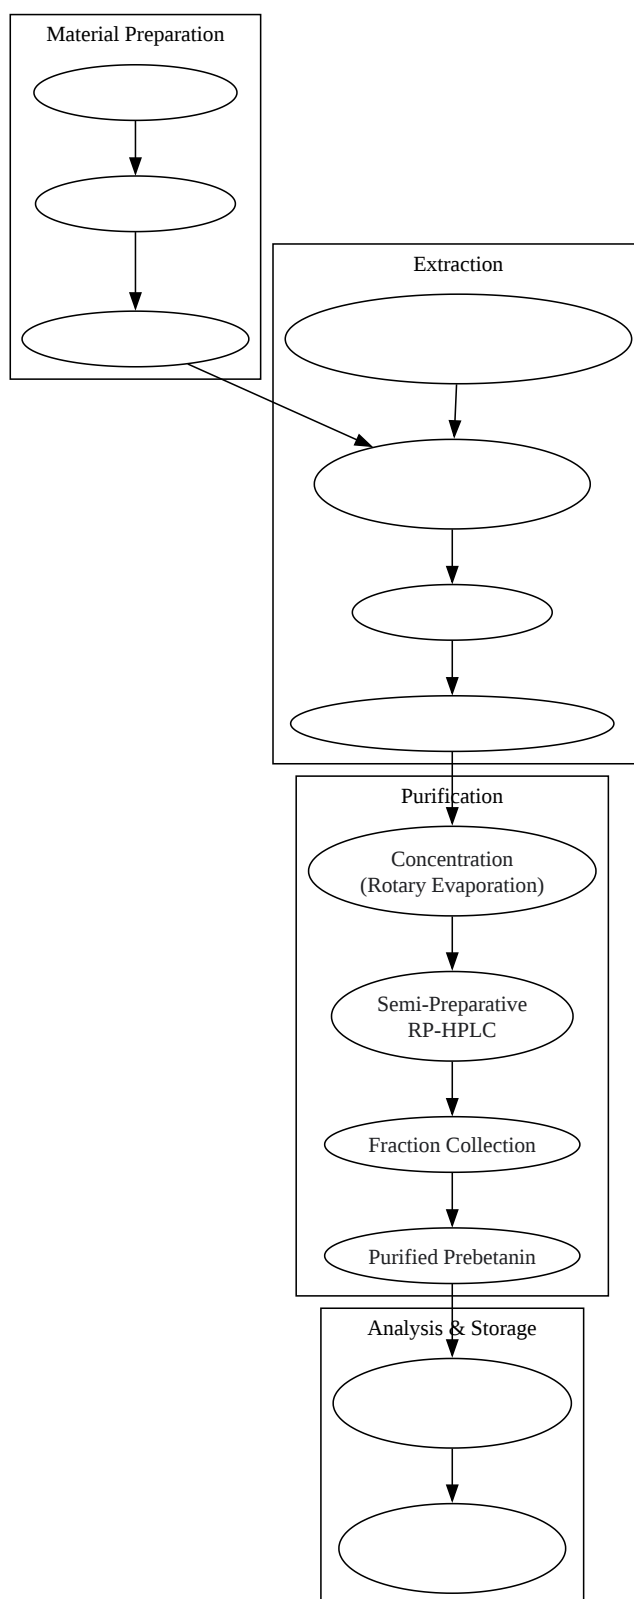 Material Preparation
Extraction
Purification
Concentration
(Rotary Evaporation)
Semi-Preparative
RP-HPLC
Fraction Collection
Purified Prebetanin
Analysis & Storage